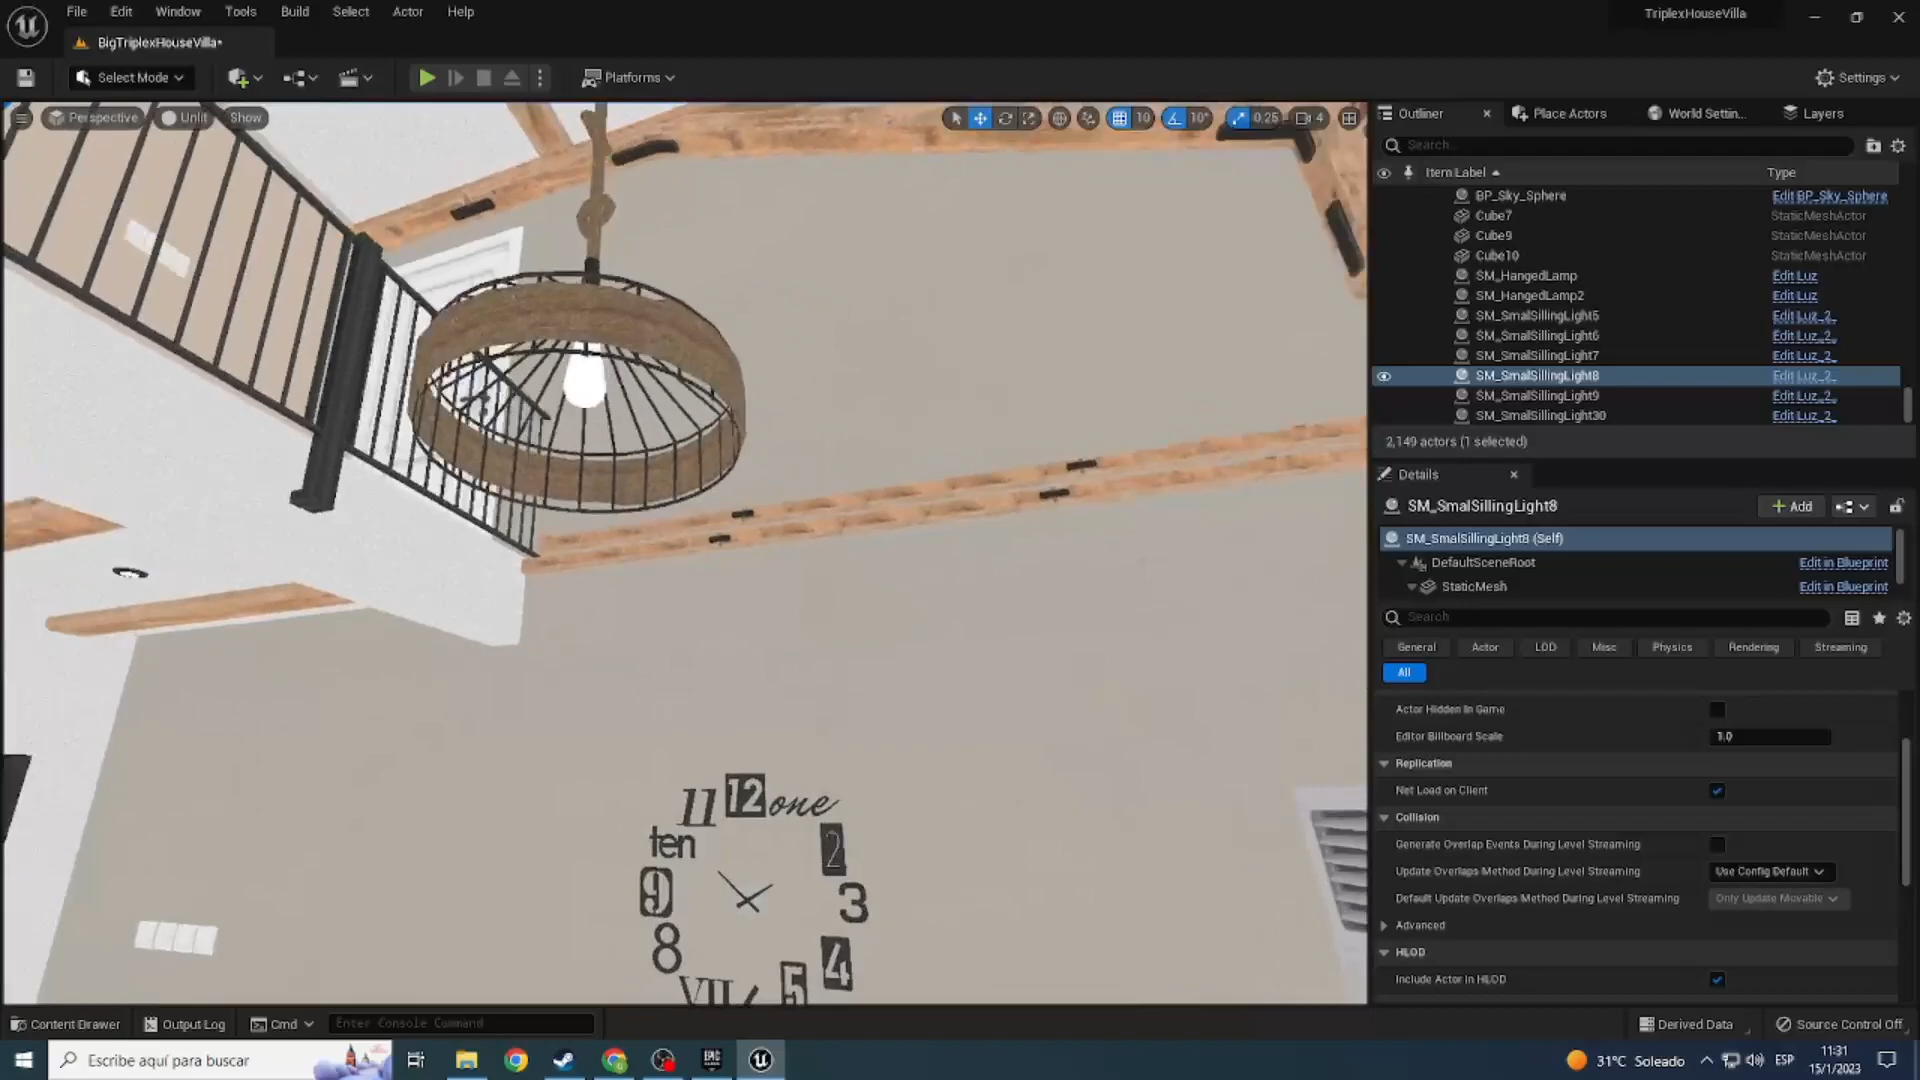 File Edit Window Tools Build Select Actor Help
TriplexHouseVilla
BigTriplexHouseVilla•
Select Mode
Platforms
Settings
Perspective Unlit Show
10 10° 0.25 4
Outliner Place Actors World Settin... Layers
Search...
Item Label Type
BP_Sky_Sphere Edit BP_Sky_Sphere
Cube7 StaticMeshActor
Cube9 StaticMeshActor
Cube10 StaticMeshActor
SM_HangedLamp Edit Luz
SM_HangedLamp2 Edit Luz
SM_SmalSillingLight5 Edit Luz_2_
SM_SmalSillingLight6 Edit Luz_2_
SM_SmalSillingLight7 Edit Luz_2_
SM_SmalSillingLight8 Edit Luz_2_
SM_SmalSillingLight9 Edit Luz_2_
SM_SmalSillingLight30 Edit Luz_2_
2,149 actors (1 selected)
Details
SM_SmalSillingLight8
Add
SM_SmalSillingLight8 (Self)
DefaultSceneRoot Edit in Blueprint
StaticMesh Edit in Blueprint
Search
General Actor LOD Misc Physics Rendering Streaming
All
Actor Hidden In Game
Editor Billboard Scale 1.0
Replication
Net Load on Client
Collision
Generate Overlap Events During Level Streaming
Update Overlaps Method During Level Streaming Use Config Default
Default Update Overlaps Method During Level Streaming Only Update Movable
Advanced
HLOD
Include Actor in HLOD
11 12 one
ten 2
9 3
8 4
VII 5
Content Drawer Output Log Cmd Enter Console Command
Derived Data Source Control Off
Escribe aquí para buscar
EPIC
31°C Soleado ESP
11:31
15/1/2023